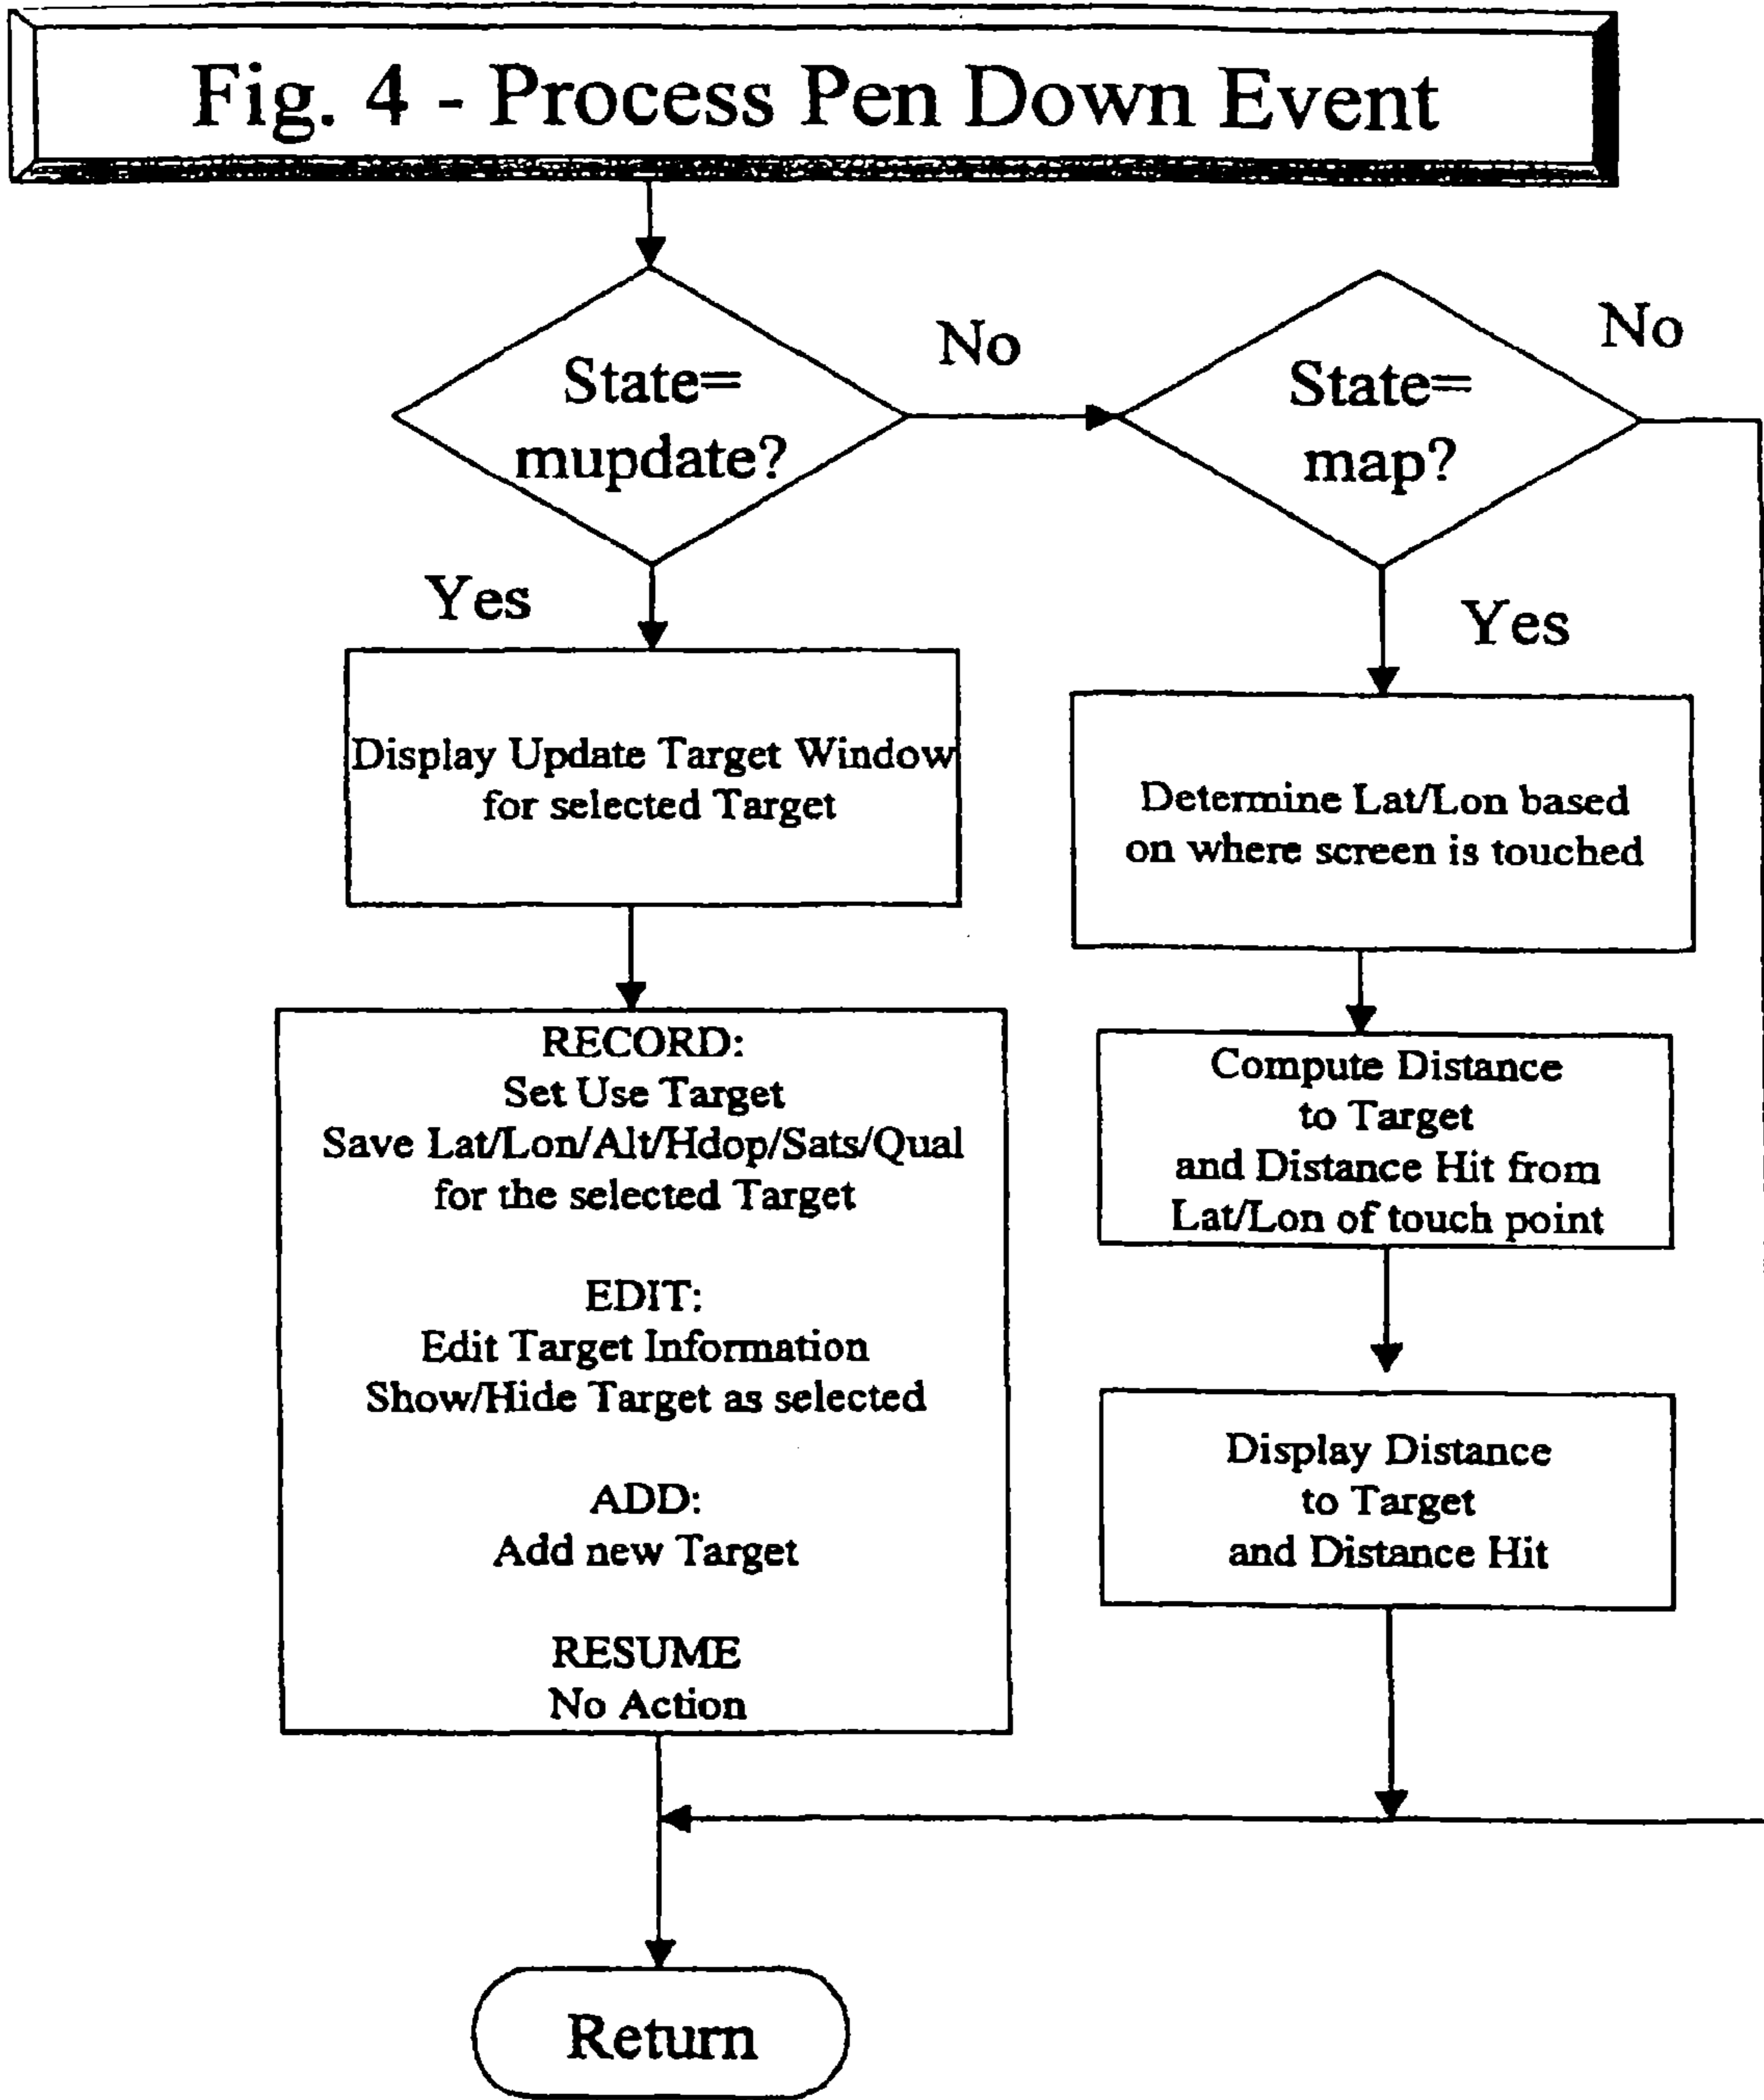 Fig. 4 - Process Pen Down Event
State=
mupdate?
No
State=
map?
No
Yes
Display Update Target Window
for selected Target
RECORD:
Set Use Target
Save Lat/Lon/Alt/Hdop/Sats/Qual
for the selected Target
EDIT:
Edit Target Information
Show/Hide Target as selected
ADD:
Add new Target
RESUME
No Action
Yes
Determine Lat/Lon based
on where screen is touched
Compute Distance
to Target
and Distance Hit from
Lat/Lon of touch point
Display Distance
to Target
and Distance Hit
Return